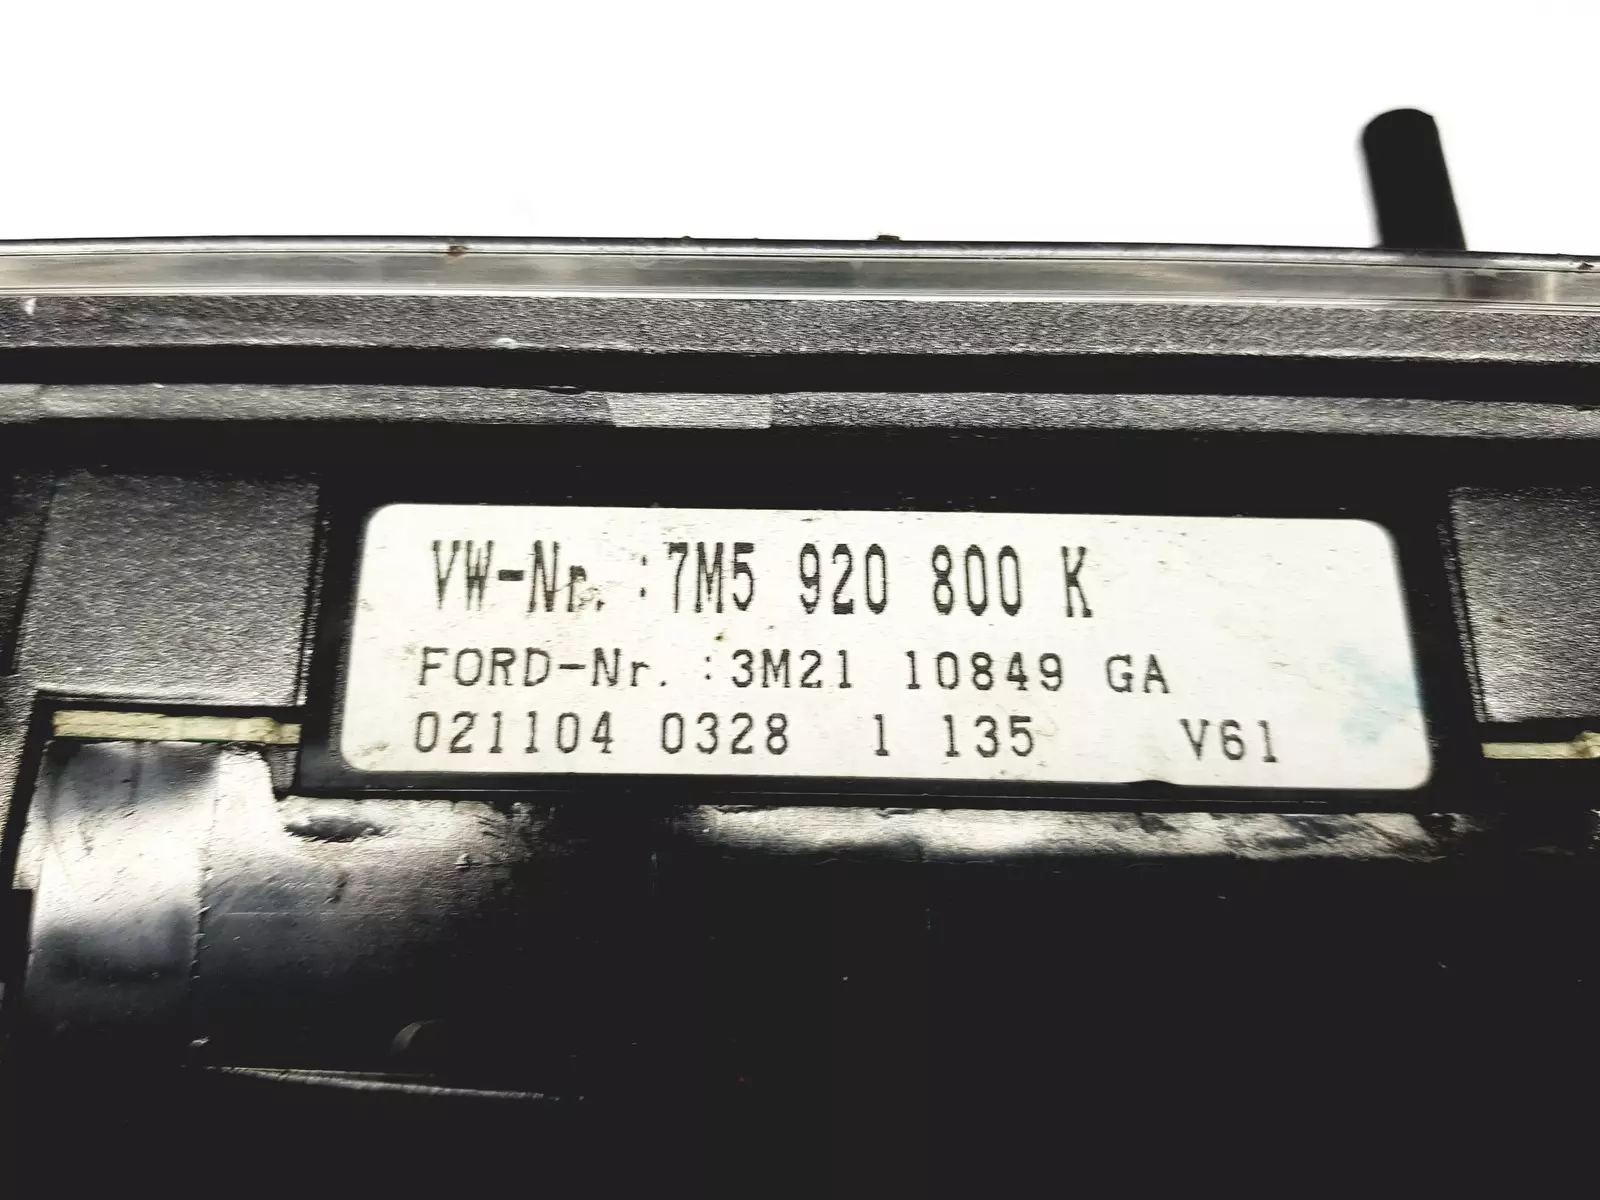 VW-Nr. :7M5 920 800 K
FORD-Nr. :3M21 10849 GA
021104 0328 1 135 V61